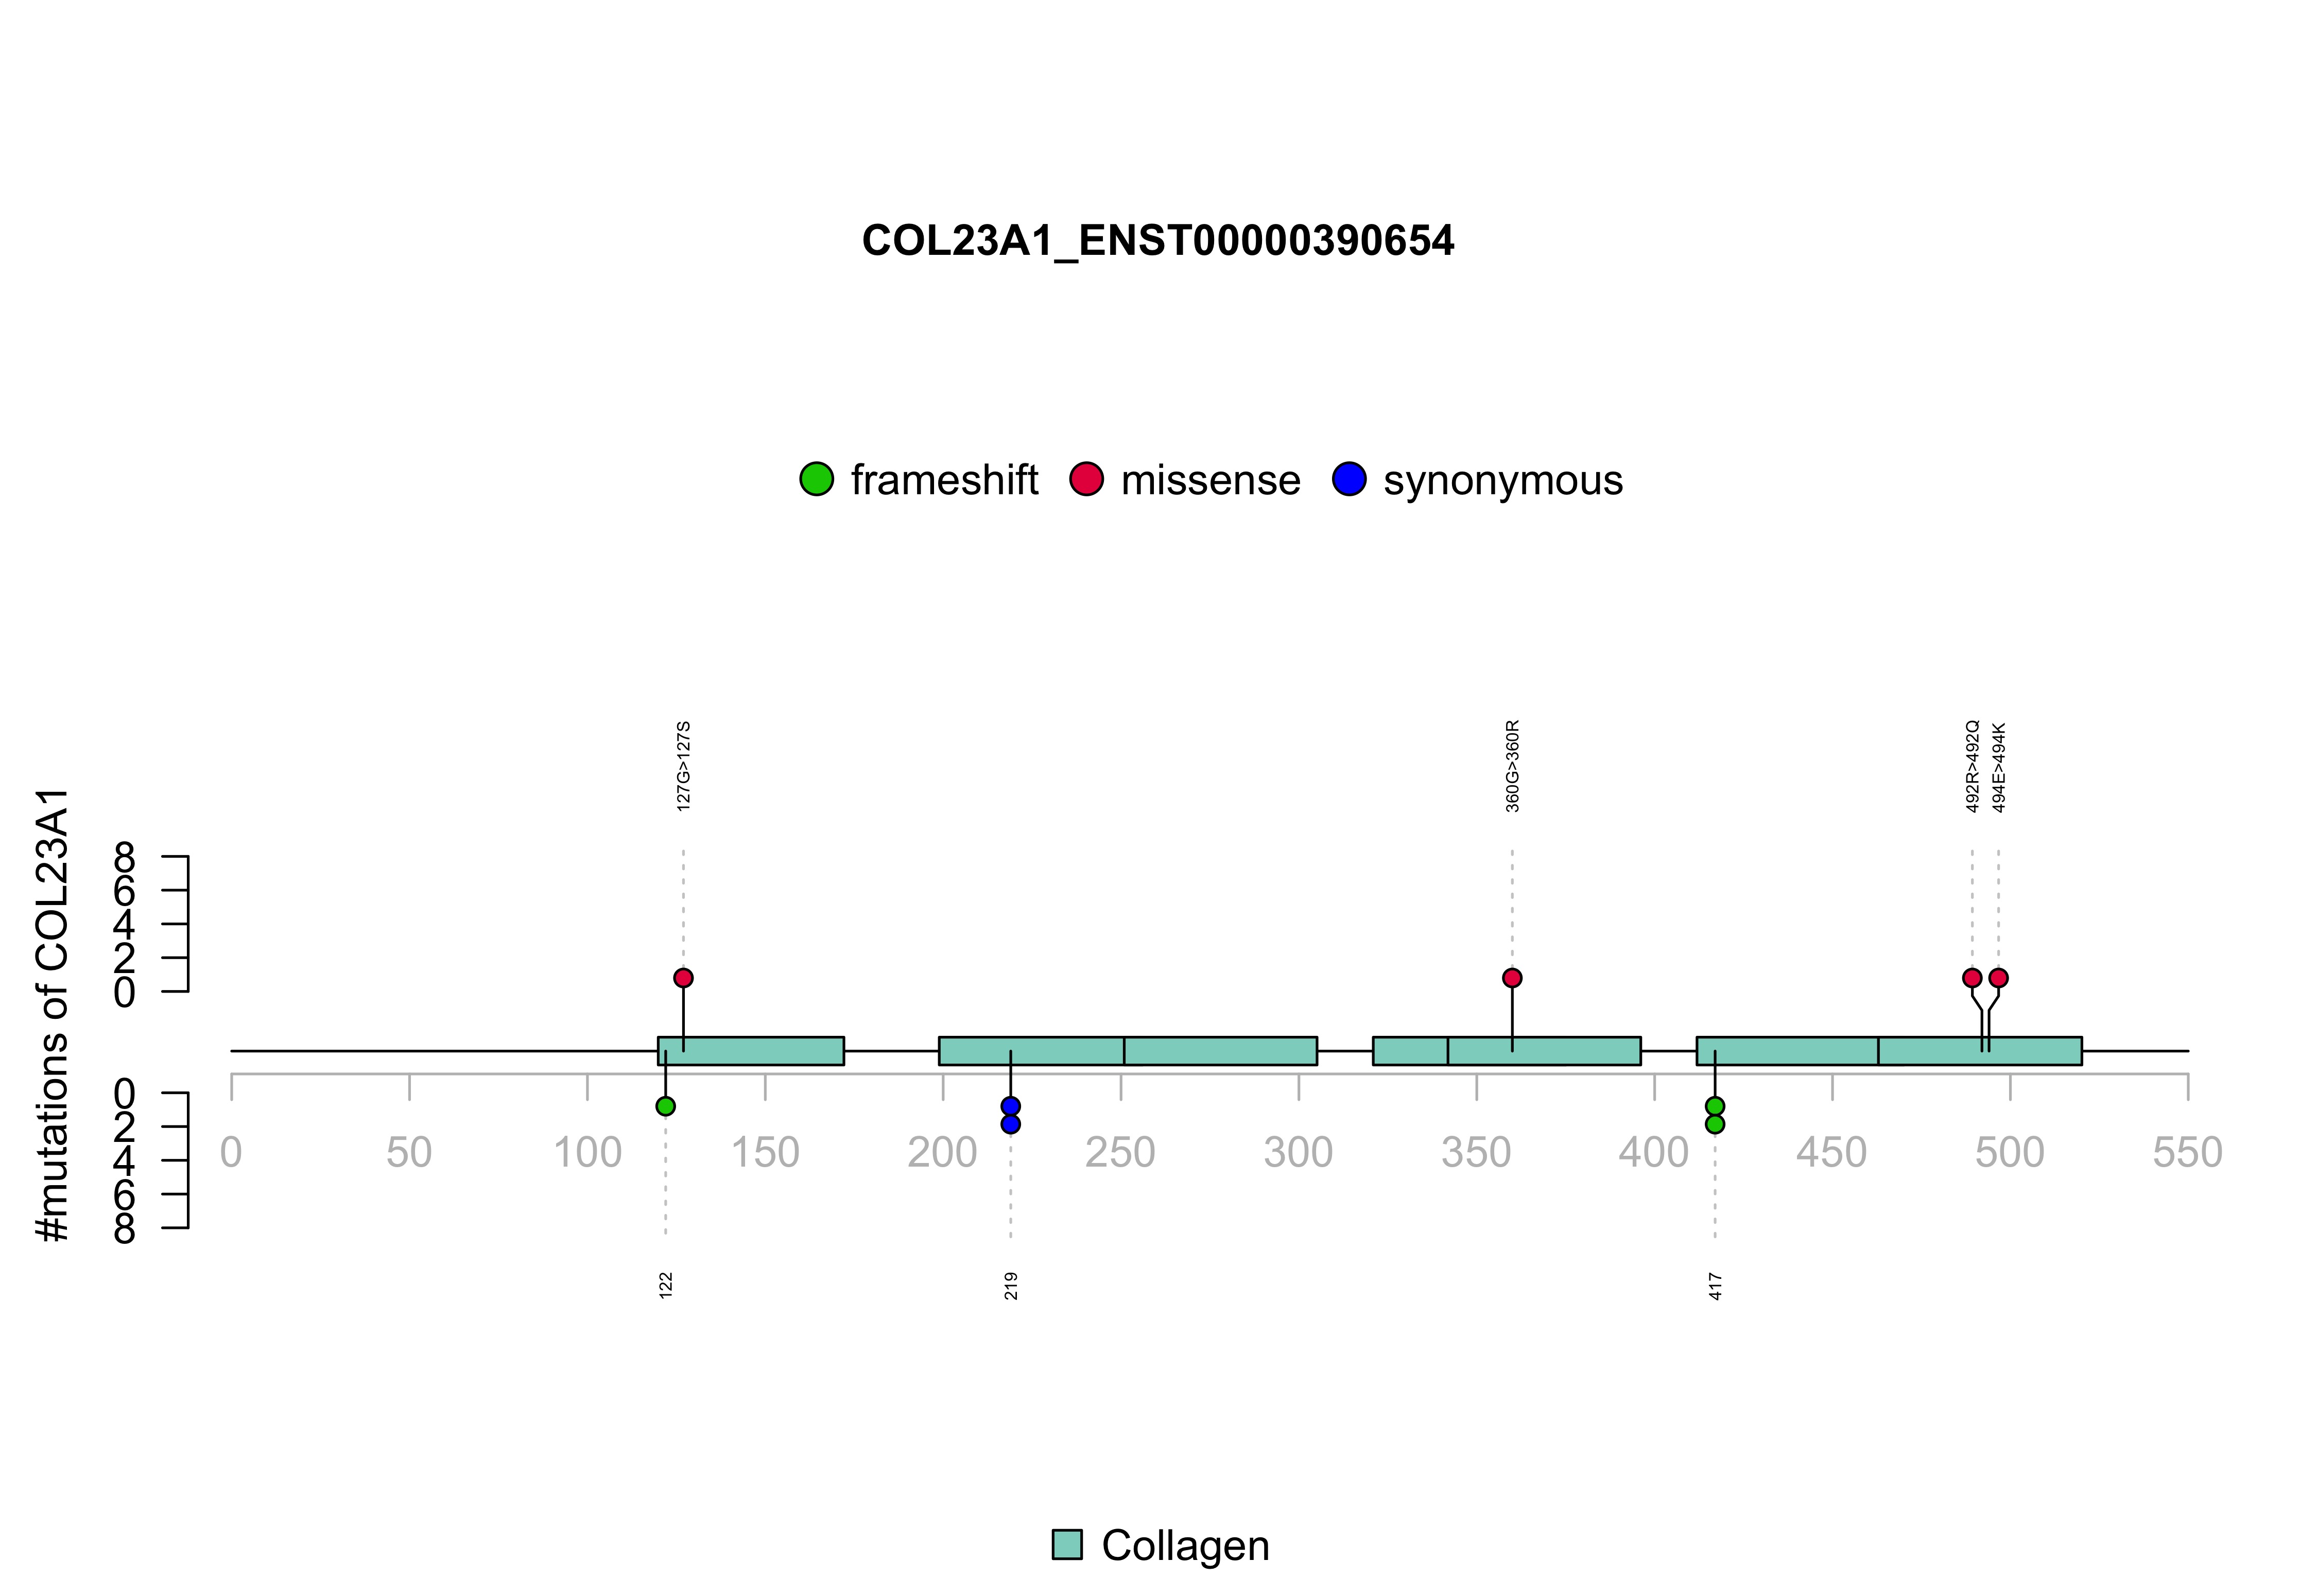 COL23A1_ENST00000390654
frameshift missense synonymous
127G>127S
360G>360R
492R>492Q
494E>494K
#mutations of COL23A1
8
6
4
2
0
0
2
4
6
8
0 50 100 150 200 250 300 350 400 450 500 550
122
219
417
Collagen